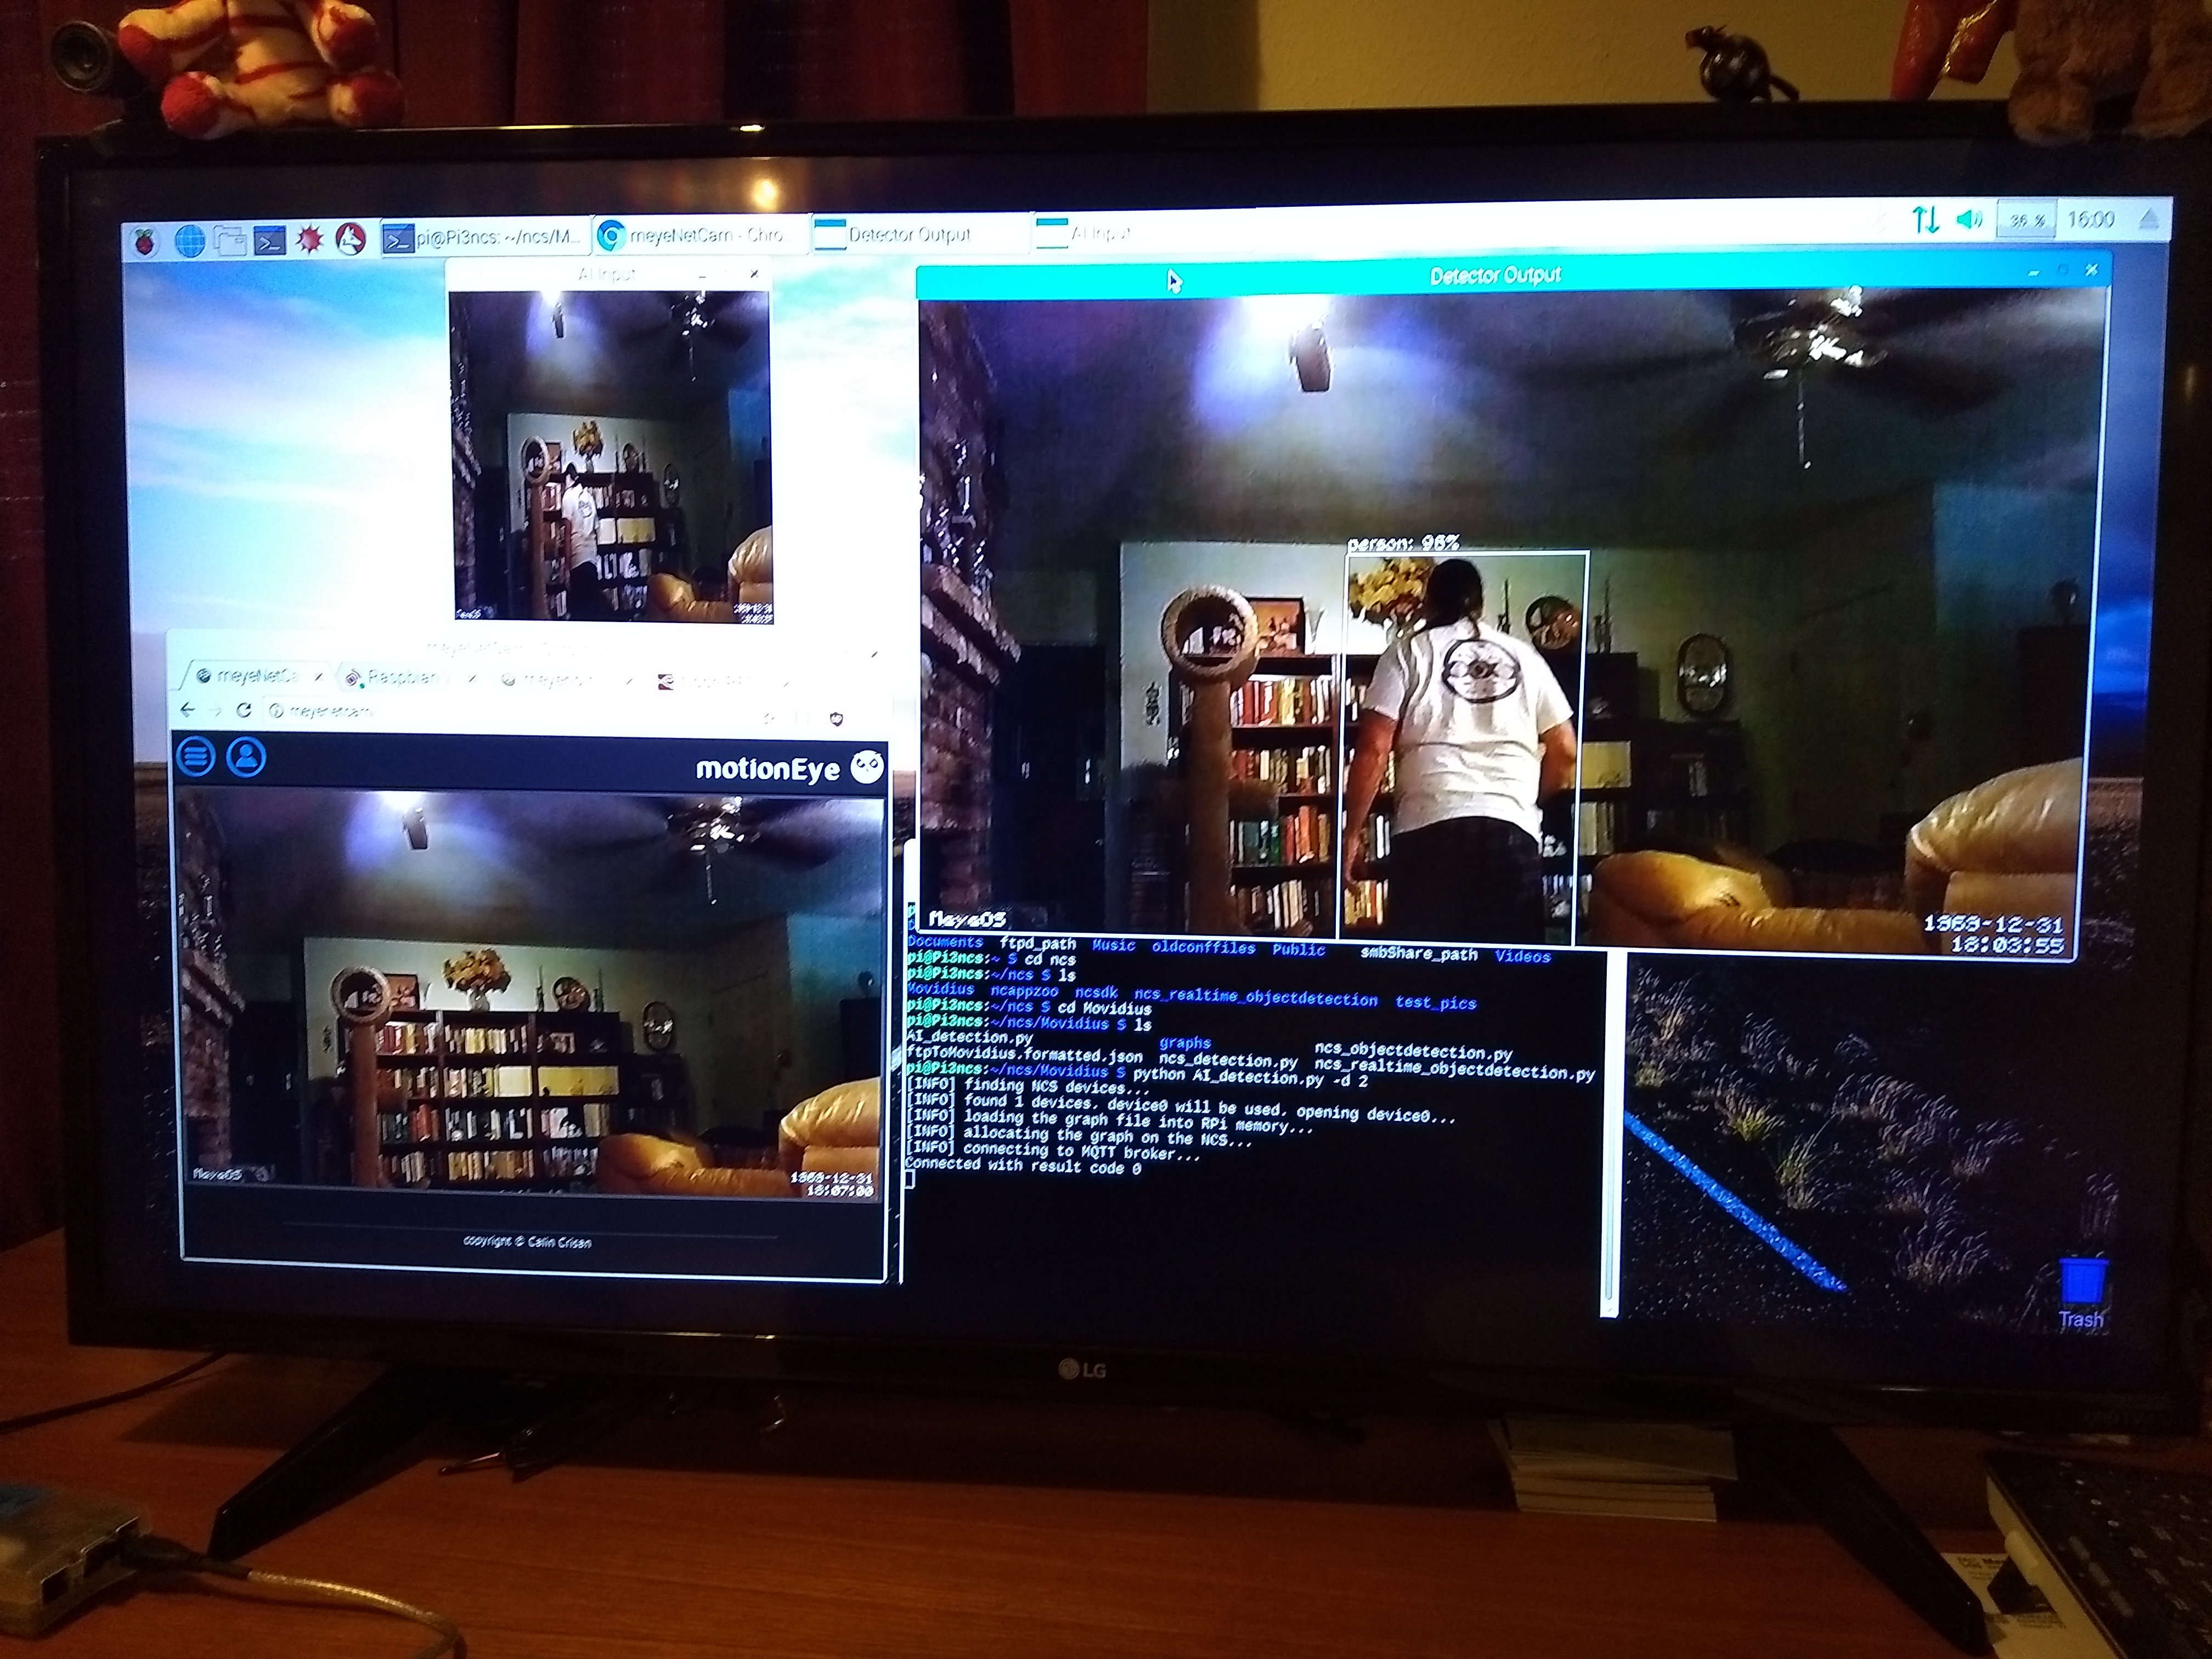 pi@Pi3ncs: ~/ncs/M...
meyeNetCam - Chro...
Detector Output
AI Input
36 %
16:00
AI Input
Detector Output
person: 96%
1969-12-31
18:03:55
meyeNetCa
Raspbian
meyenetcam
motionEye
1969-12-31
18:07:00
copyright © Calin Crisan
Documents ftpd_path Music oldconffiles Public smbShare_path Videos
pi@Pi3ncs:~ $ cd ncs
pi@Pi3ncs:~/ncs $ ls
Movidius ncappzoo ncsdk ncs_realtime_objectdetection test_pics
pi@Pi3ncs:~/ncs $ cd Movidius
pi@Pi3ncs:~/ncs/Movidius $ ls
AI_detection.py graphs ncs_objectdetection.py
ftpToMovidius.formatted.json ncs_detection.py ncs_realtime_objectdetection.py
pi@Pi3ncs:~/ncs/Movidius $ python AI_detection.py -d 2
[INFO] finding NCS devices...
[INFO] found 1 devices. device0 will be used. opening device0...
[INFO] loading the graph file into RPi memory...
[INFO] allocating the graph on the NCS...
[INFO] connecting to MQTT broker...
Connected with result code 0
Trash
LG